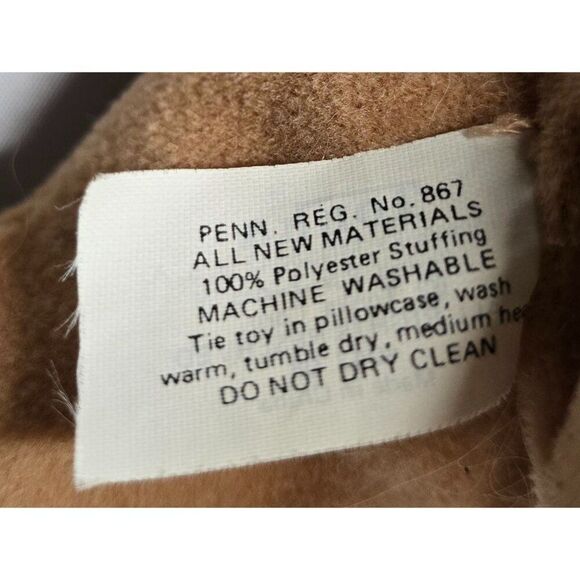 PENN. REG. No. 867
ALL NEW MATERIALS
100% Polyester Stuffing
MACHINE WASHABLE
Tie toy in pillowcase, wash
warm, tumble dry, medium hea
DO NOT DRY CLEAN